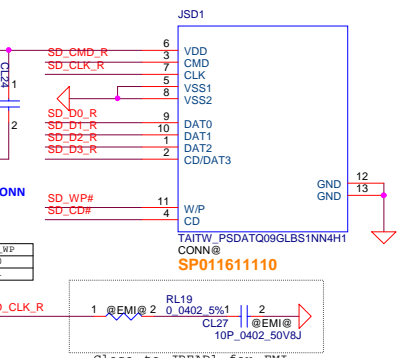 JSD1
6 VDD
SD_CMD_R 3 CMD
SD_CLK_R 7 CLK
5 VSS1
8 VSS2
CL24
1
2
SD_D0_R 9 DAT0
SD_D1_R 10 DAT1
SD_D2_R 1 DAT2
SD_D3_R 2 CD/DAT3
GND 12
GND 13
ONN
SD_WP# 11 W/P
SD_CD# 4 CD
TAITW_PSDATQ09GLBS1NN4H1
CONN@
SP011611110
_WP
D_CLK_R
1 @EMI@ 2
RL19
0_0402_5%
1 2
CL27 @EMI@
10P_0402_50V8J